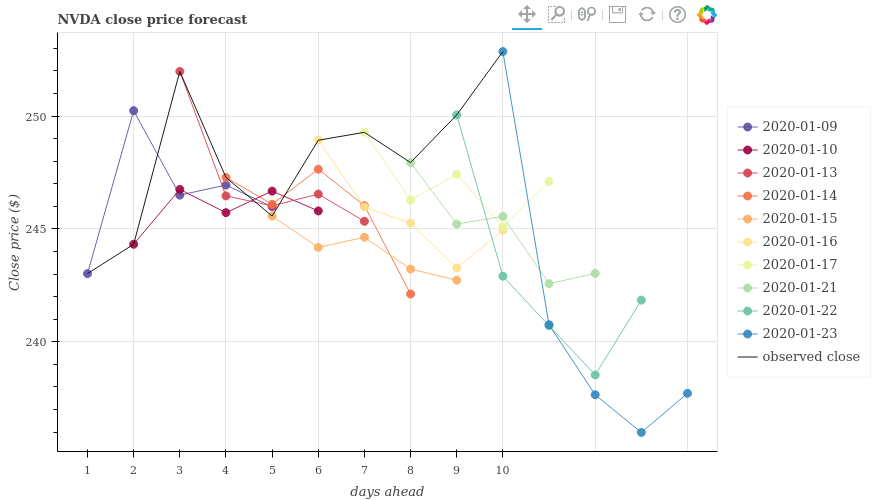 NVDA close price forecast
250
245
240
Close price ($)
1 2 3 4 5 6 7 8 9 10
days ahead
2020-01-09
2020-01-10
2020-01-13
2020-01-14
2020-01-15
2020-01-16
2020-01-17
2020-01-21
2020-01-22
2020-01-23
observed close